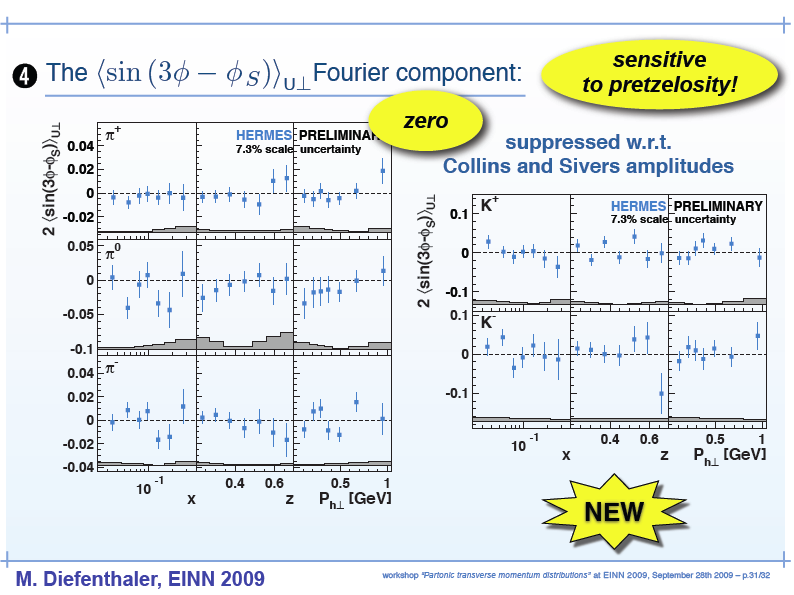 4 The ⟨sin (3ϕ − ϕ_S)⟩_U⊥ Fourier component:
sensitive
to pretzelosity!
zero
suppressed w.r.t.
Collins and Sivers amplitudes
2 ⟨sin(3ϕ-ϕ_S)⟩_U⊥
π+
HERMES PRELIMINAR
7.3% scale uncertainty
0.04
0.02
0
-0.02
π0
0.05
0
-0.05
-0.1
π-
0.04
0.02
0
-0.02
-0.04
10 -1
0.4 0.6
0.5 1
x
z
P_h⊥ [GeV]
2 ⟨sin(3ϕ-ϕ_S)⟩_U⊥
K+
HERMES PRELIMINARY
7.3% scale uncertainty
0.1
0
-0.1
K-
0.1
0
-0.1
10 -1
0.4 0.6
0.5 1
x
z
P_h⊥ [GeV]
NEW
M. Diefenthaler, EINN 2009
workshop "Partonic transverse momentum distributions" at EINN 2009, September 28th 2009 – p.31/32